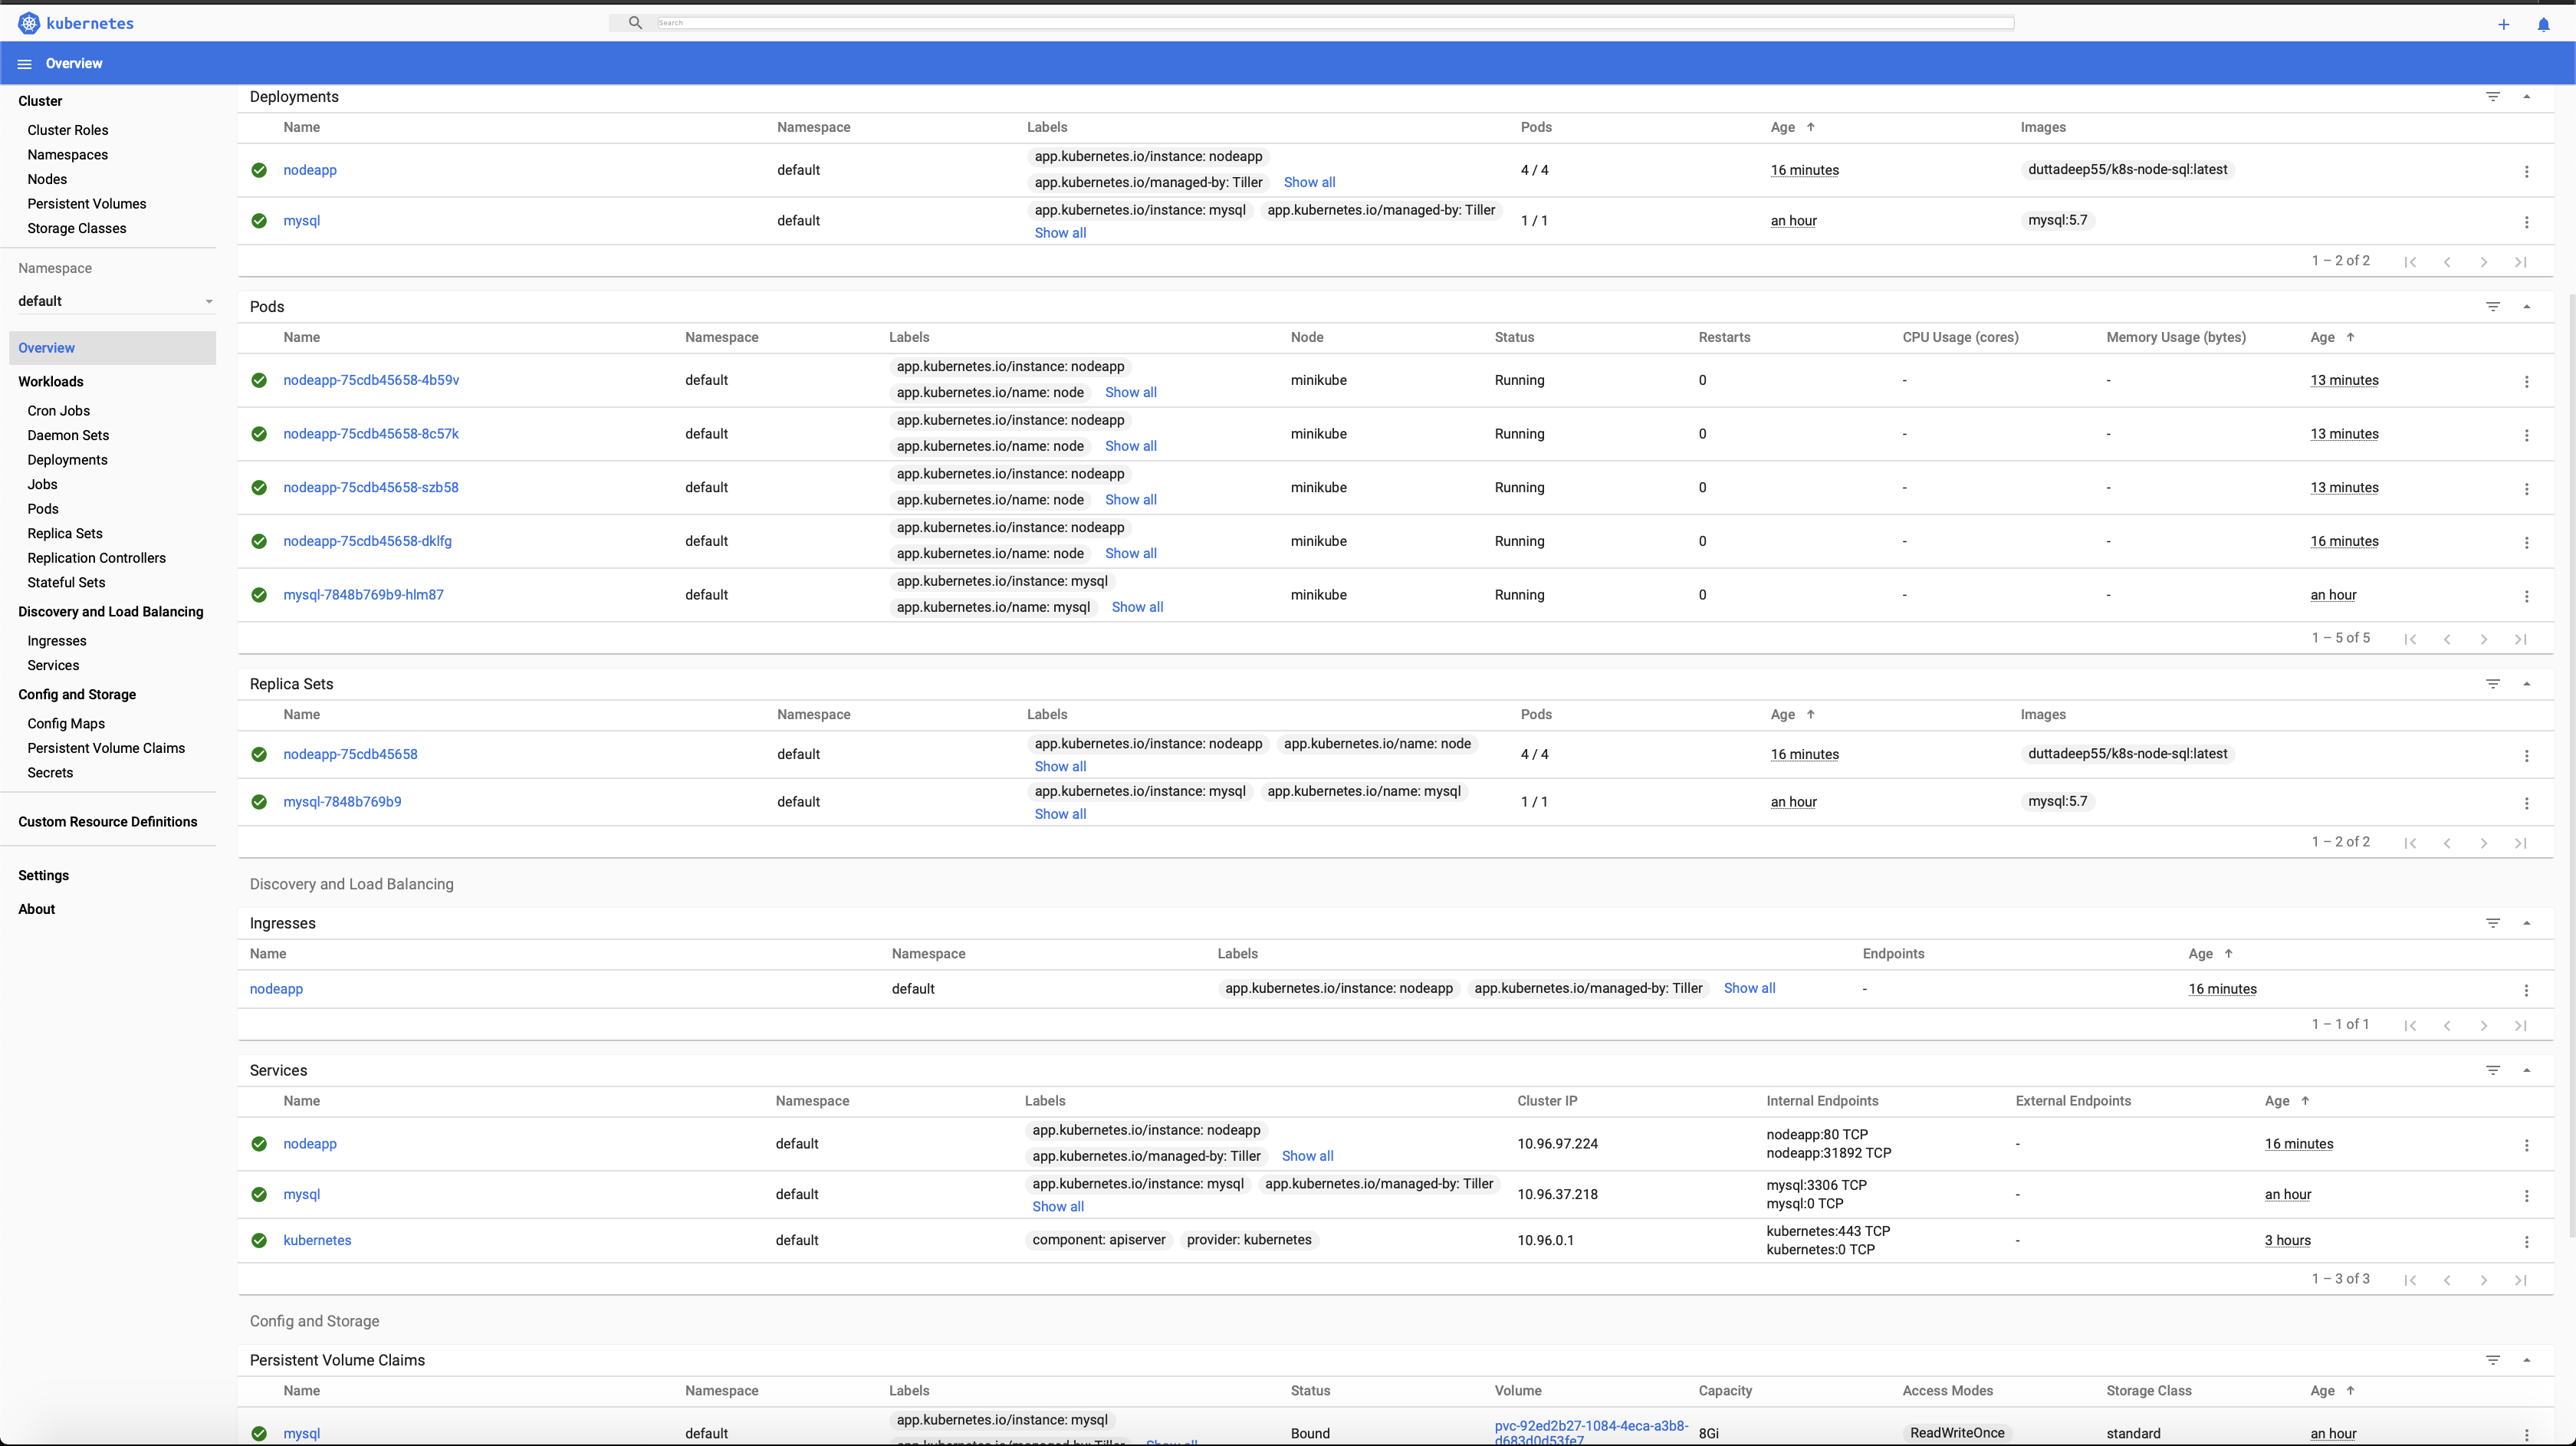 kubernetes
Search
Overview
Cluster
Cluster Roles
Namespaces
Nodes
Persistent Volumes
Storage Classes
Namespace
default
Overview
Workloads
Cron Jobs
Daemon Sets
Deployments
Jobs
Pods
Replica Sets
Replication Controllers
Stateful Sets
Discovery and Load Balancing
Ingresses
Services
Config and Storage
Config Maps
Persistent Volume Claims
Secrets
Custom Resource Definitions
Settings
About
Deployments
Name Namespace Labels Pods Age Images
nodeapp default app.kubernetes.io/instance: nodeapp 4 / 4 16 minutes duttadeep55/k8s-node-sql:latest
app.kubernetes.io/managed-by: Tiller Show all
mysql default app.kubernetes.io/instance: mysql app.kubernetes.io/managed-by: Tiller 1 / 1 an hour mysql:5.7
Show all
1 – 2 of 2
Pods
Name Namespace Labels Node Status Restarts CPU Usage (cores) Memory Usage (bytes) Age
nodeapp-75cdb45658-4b59v default app.kubernetes.io/instance: nodeapp minikube Running 0 - - 13 minutes
app.kubernetes.io/name: node Show all
nodeapp-75cdb45658-8c57k default app.kubernetes.io/instance: nodeapp minikube Running 0 - - 13 minutes
app.kubernetes.io/name: node Show all
nodeapp-75cdb45658-szb58 default app.kubernetes.io/instance: nodeapp minikube Running 0 - - 13 minutes
app.kubernetes.io/name: node Show all
nodeapp-75cdb45658-dklfg default app.kubernetes.io/instance: nodeapp minikube Running 0 - - 16 minutes
app.kubernetes.io/name: node Show all
mysql-7848b769b9-hlm87 default app.kubernetes.io/instance: mysql minikube Running 0 - - an hour
app.kubernetes.io/name: mysql Show all
1 – 5 of 5
Replica Sets
Name Namespace Labels Pods Age Images
nodeapp-75cdb45658 default app.kubernetes.io/instance: nodeapp app.kubernetes.io/name: node 4 / 4 16 minutes duttadeep55/k8s-node-sql:latest
Show all
mysql-7848b769b9 default app.kubernetes.io/instance: mysql app.kubernetes.io/name: mysql 1 / 1 an hour mysql:5.7
Show all
1 – 2 of 2
Discovery and Load Balancing
Ingresses
Name Namespace Labels Endpoints Age
nodeapp default app.kubernetes.io/instance: nodeapp app.kubernetes.io/managed-by: Tiller Show all - 16 minutes
1 – 1 of 1
Services
Name Namespace Labels Cluster IP Internal Endpoints External Endpoints Age
nodeapp default app.kubernetes.io/instance: nodeapp 10.96.97.224 nodeapp:80 TCP - 16 minutes
app.kubernetes.io/managed-by: Tiller Show all nodeapp:31892 TCP
mysql default app.kubernetes.io/instance: mysql app.kubernetes.io/managed-by: Tiller 10.96.37.218 mysql:3306 TCP - an hour
Show all mysql:0 TCP
kubernetes default component: apiserver provider: kubernetes 10.96.0.1 kubernetes:443 TCP - 3 hours
kubernetes:0 TCP
1 – 3 of 3
Config and Storage
Persistent Volume Claims
Name Namespace Labels Status Volume Capacity Access Modes Storage Class Age
mysql default app.kubernetes.io/instance: mysql Bound pvc-92ed2b27-1084-4eca-a3b8- 8Gi ReadWriteOnce standard an hour
app.kubernetes.io/managed-by: Tiller Show all d683d0d53fe7